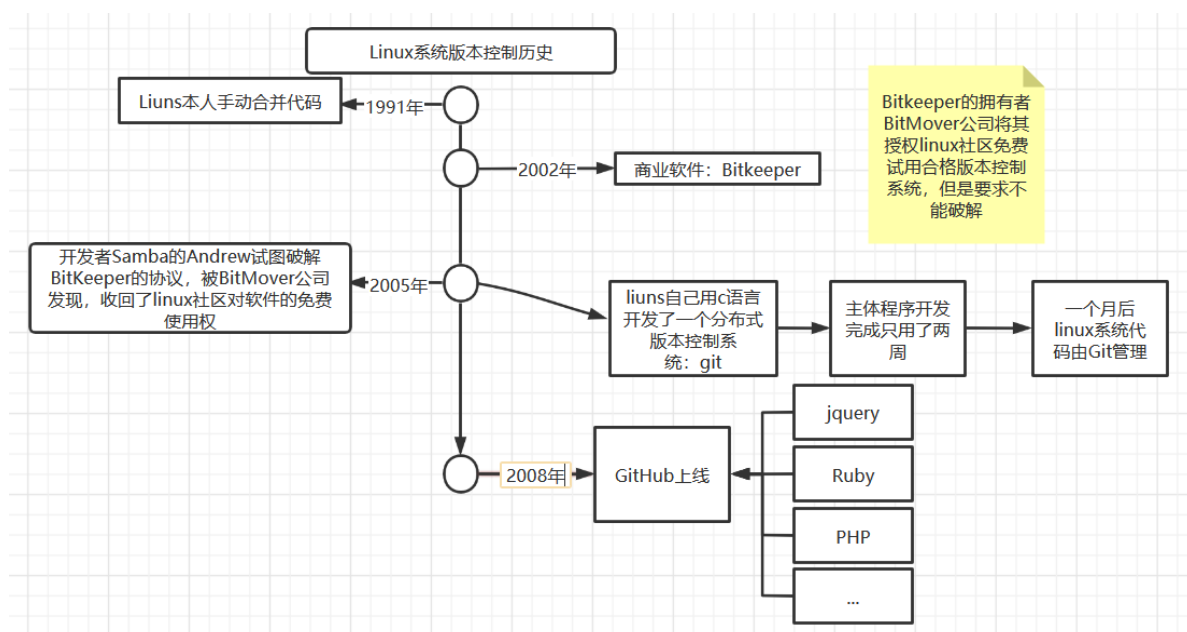 Linux系统版本控制历史
Liuns本人手动合并代码
1991年
2002年
商业软件：Bitkeeper
Bitkeeper的拥有者
BitMover公司将其
授权linux社区免费
试用合格版本控制
系统，但是要求不
能破解
开发者Samba的Andrew试图破解
BitKeeper的协议，被BitMover公司
发现，收回了linux社区对软件的免费
使用权
2005年
liuns自己用c语言
开发了一个分布式
版本控制系
统：git
主体程序开发
完成只用了两
周
一个月后
linux系统代
码由Git管理
2008年
GitHub上线
jquery
Ruby
PHP
...